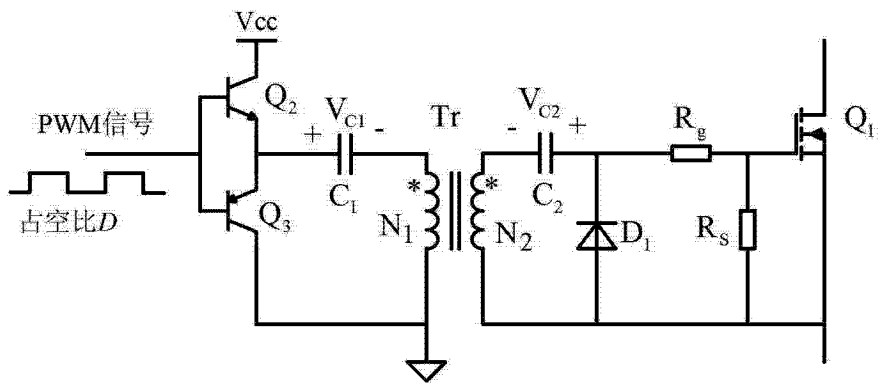 Vcc
Q2
PWM信号
占空比D
Q3
+ VC1 -
C1
Tr
N1
N2
- VC2 +
C2
D1
Rg
RS
Q1
* *